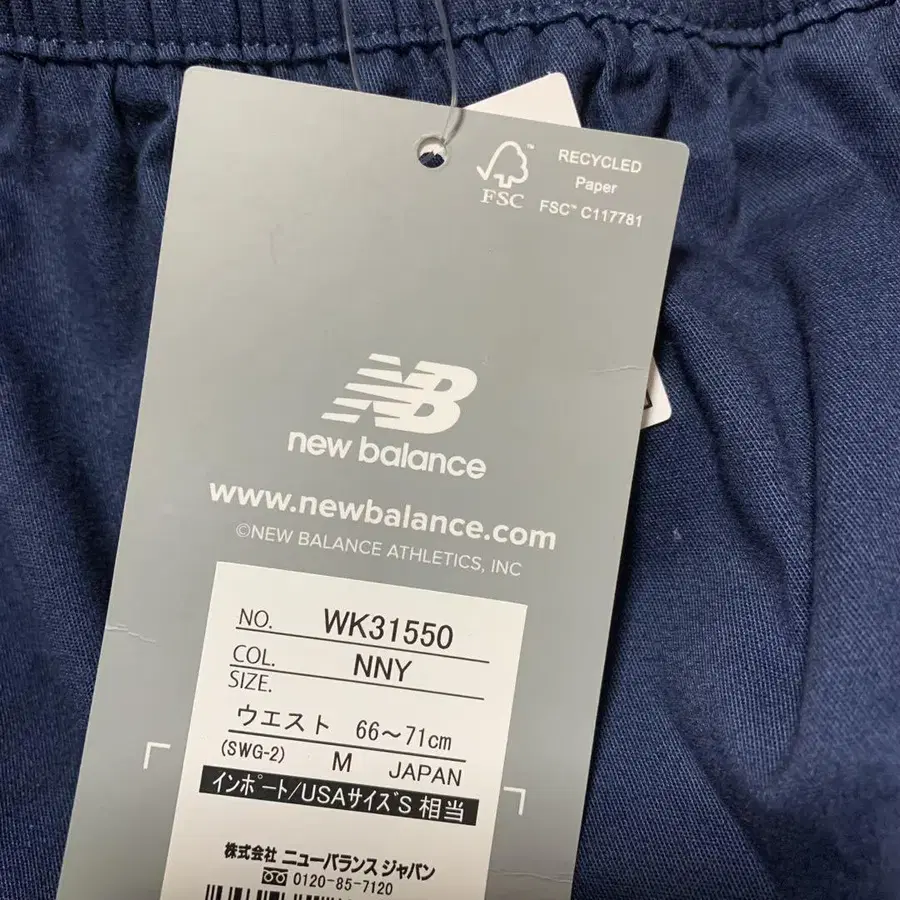 FSC™
RECYCLED
Paper
FSC™ C117781
NB
new balance
www.newbalance.com
©NEW BALANCE ATHLETICS, INC
NO. WK31550
COL. NNY
SIZE.
ウエスト 66〜71cm
(SWG-2) M JAPAN
インポート/USAサイズS 相当
株式会社 ニューバランス ジャパン
0120-85-7120